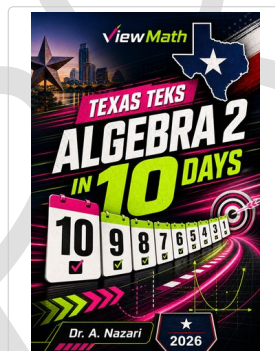 ViewMath
TEXAS TEKS
ALGEBRA 2
IN 10 DAYS
10 9 8 7 6 5 4 3
Dr. A. Nazari
2026